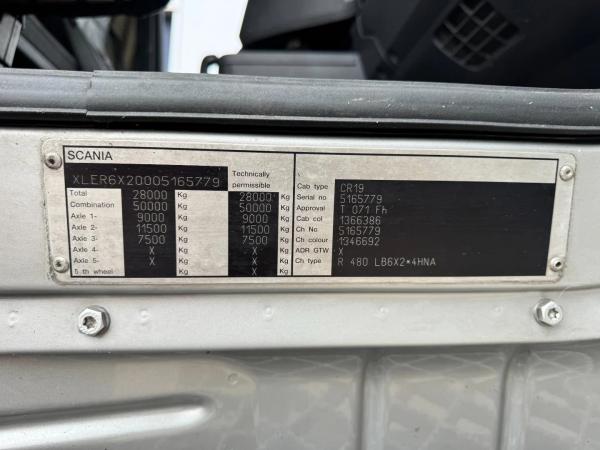 SCANIA
XLER6X20005165779 Technically permissible
Total 28000 Kg 28000 Kg
Combination 50000 Kg 50000 Kg
Axle 1- 9000 Kg 9000 Kg
Axle 2- 11500 Kg 11500 Kg
Axle 3- 7500 Kg 7500 Kg
Axle 4- X Kg X Kg
Axle 5- X Kg X Kg
5 th wheel X Kg X Kg
Cab type CR19
Serial no 5165779
Approval T 071 Fh
Cab col 1366386
Ch No 5165779
Ch colour 1346692
ADR GTW X
Ch type R 480 LB6X2*4HNA